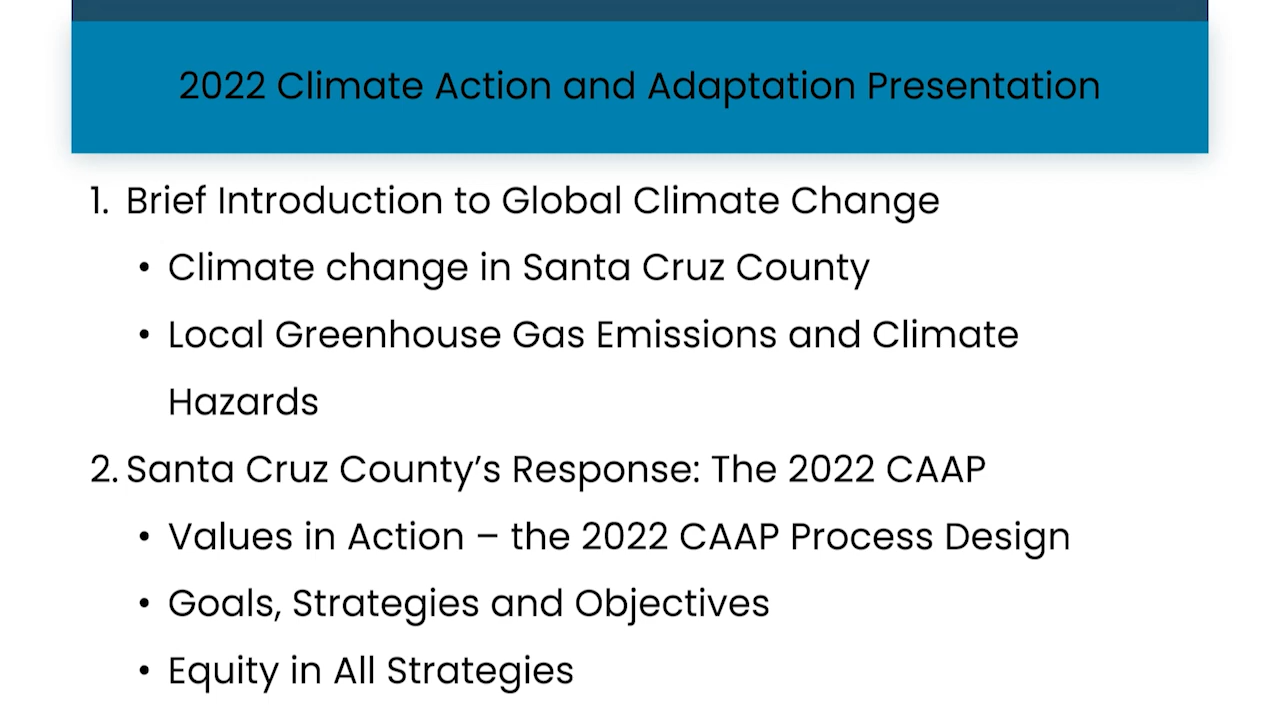 2022 Climate Action and Adaptation Presentation
1. Brief Introduction to Global Climate Change
• Climate change in Santa Cruz County
• Local Greenhouse Gas Emissions and Climate
Hazards
2. Santa Cruz County’s Response: The 2022 CAAP
• Values in Action – the 2022 CAAP Process Design
• Goals, Strategies and Objectives
• Equity in All Strategies